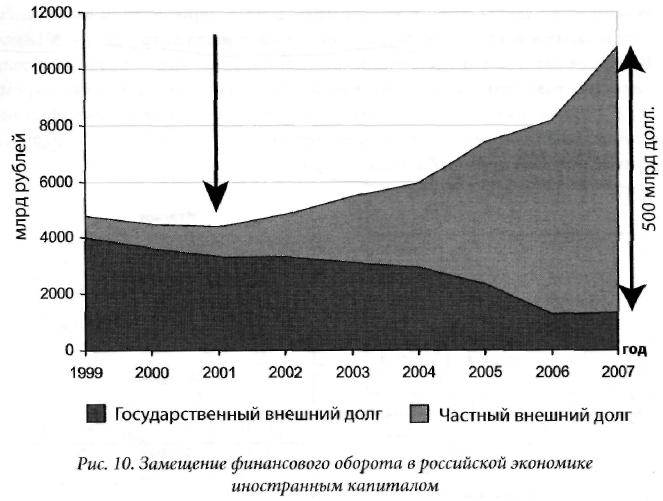 12000
10000
8000
6000
4000
2000
0
млрд рублей
500 млрд долл.
год
1999 2000 2001 2002 2003 2004 2005 2006 2007
Государственный внешний долг Частный внешний долг
Рис. 10. Замещение финансового оборота в российской экономике
иностранным капиталом